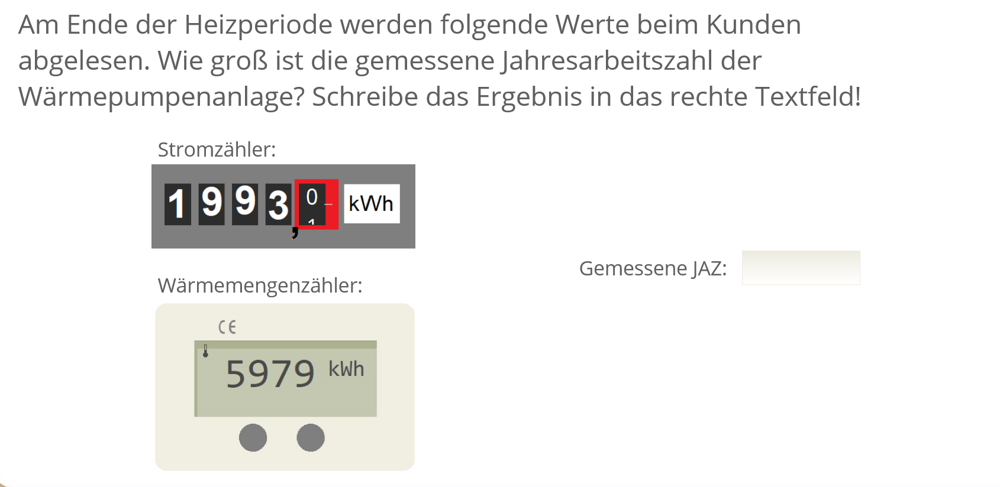 Am Ende der Heizperiode werden folgende Werte beim Kunden
abgelesen. Wie groß ist die gemessene Jahresarbeitszahl der
Wärmepumpenanlage? Schreibe das Ergebnis in das rechte Textfeld!
Stromzähler:
1993,0 kWh
1
Gemessene JAZ:
Wärmemengenzähler:
CE
5979 kWh